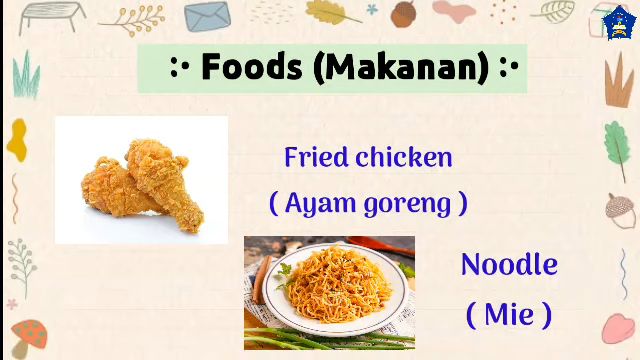 Foods (Makanan)
Fried chicken
( Ayam goreng )
Noodle
( Mie )